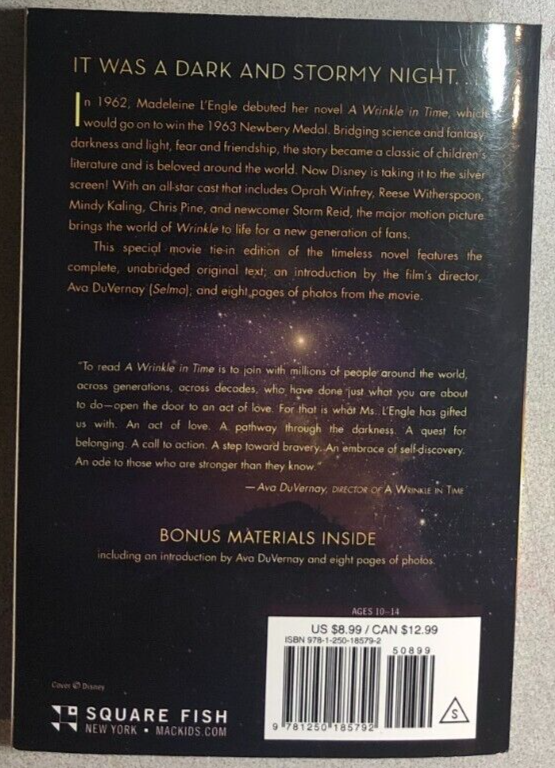 IT WAS A DARK AND STORMY NIGHT. . .
In 1962, Madeleine L'Engle debuted her novel A Wrinkle in Time, which
would go on to win the 1963 Newbery Medal. Bridging science and fantasy,
darkness and light, fear and friendship, the story became a classic of children's
literature and is beloved around the world. Now Disney is taking it to the silver
screen! With an all-star cast that includes Oprah Winfrey, Reese Witherspoon,
Mindy Kaling, Chris Pine, and newcomer Storm Reid, the major motion picture
brings the world of Wrinkle to life for a new generation of fans.
This special movie tie-in edition of the timeless novel features the
complete, unabridged original text; an introduction by the film's director,
Ava DuVernay (Selma); and eight pages of photos from the movie.
"To read A Wrinkle in Time is to join with millions of people around the world,
across generations, across decades, who have done just what you are about
to do—open the door to an act of love. For that is what Ms. L'Engle has gifted
us with. An act of love. A pathway through the darkness. A quest for
belonging. A call to action. A step toward bravery. An embrace of self-discovery.
An ode to those who are stronger than they know."
—Ava DuVernay, DIRECTOR OF A WRINKLE IN TIME
BONUS MATERIALS INSIDE
including an introduction by Ava DuVernay and eight pages of photos.
AGES 10–14
US $8.99 / CAN $12.99
ISBN 978-1-250-18579-2
50899
9 781250 185792
S
Cover © Disney
SQUARE FISH
NEW YORK • MACKIDS.COM